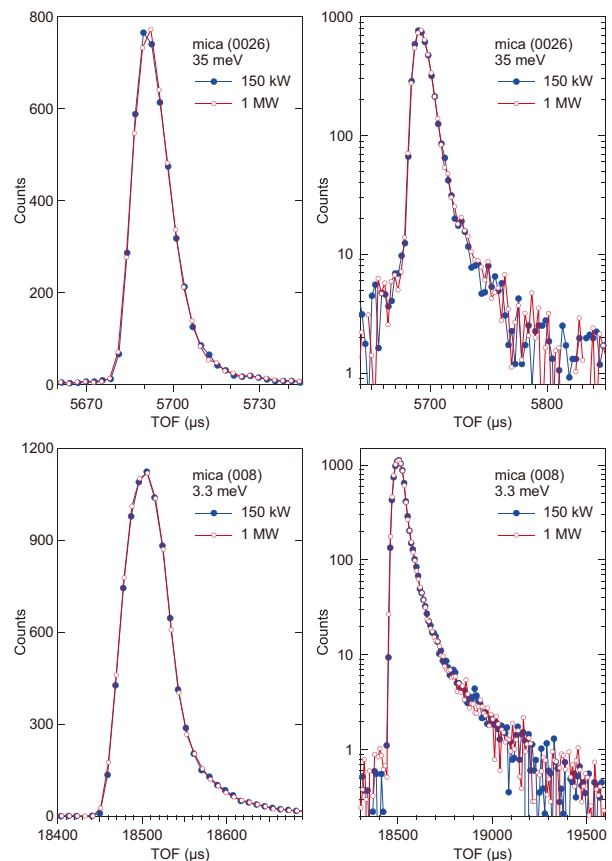 800
600
400
200
0
Counts
5670
5700
5730
TOF (µs)
mica (0026)
35 meV
150 kW
1 MW
1000
100
10
1
Counts
5700
5800
TOF (µs)
mica (0026)
35 meV
150 kW
1 MW
1200
900
600
300
0
Counts
18400
18500
18600
TOF (µs)
mica (008)
3.3 meV
150 kW
1 MW
1000
100
10
1
Counts
18500
19000
19500
TOF (µs)
mica (008)
3.3 meV
150 kW
1 MW